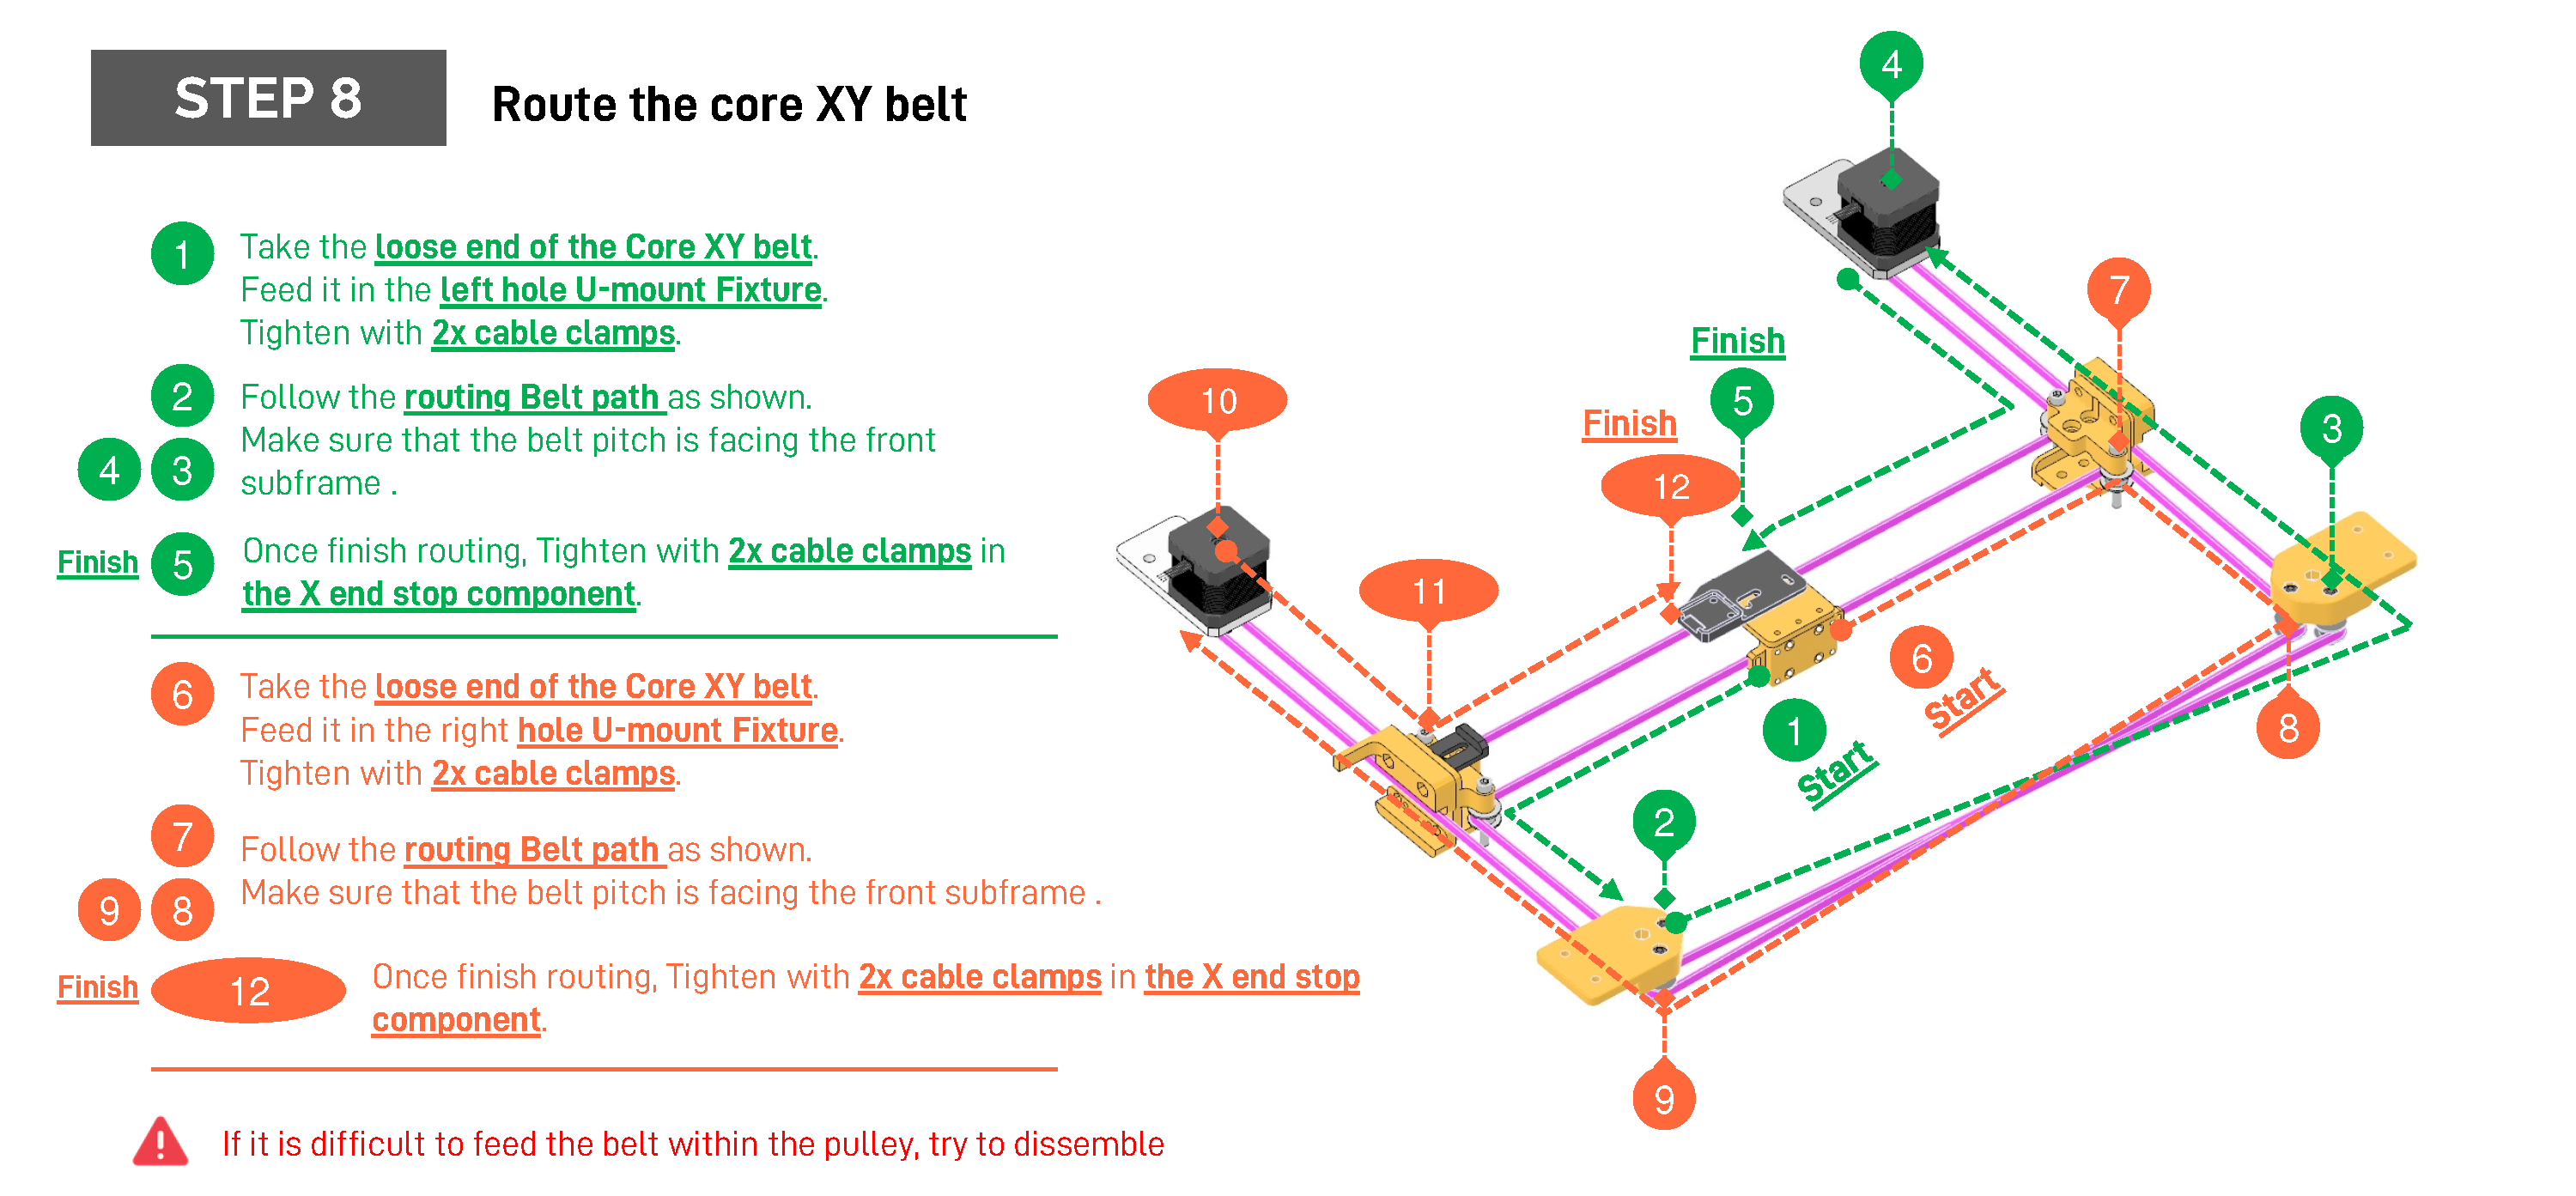 STEP 8
Route the core XY belt
1
Take the loose end of the Core XY belt.
Feed it in the left hole U-mount Fixture.
Tighten with 2x cable clamps.
2
Follow the routing Belt path as shown.
4 3
Make sure that the belt pitch is facing the front
subframe .
Finish 5
Once finish routing, Tighten with 2x cable clamps in
the X end stop component.
6
Take the loose end of the Core XY belt.
Feed it in the right hole U-mount Fixture.
Tighten with 2x cable clamps.
7
Follow the routing Belt path as shown.
9 8
Make sure that the belt pitch is facing the front subframe .
Finish 12
Once finish routing, Tighten with 2x cable clamps in the X end stop
component.
If it is difficult to feed the belt within the pulley, try to dissemble
4
7
Finish
5
10
Finish
3
12
11
6
Start
1
Start
8
2
9